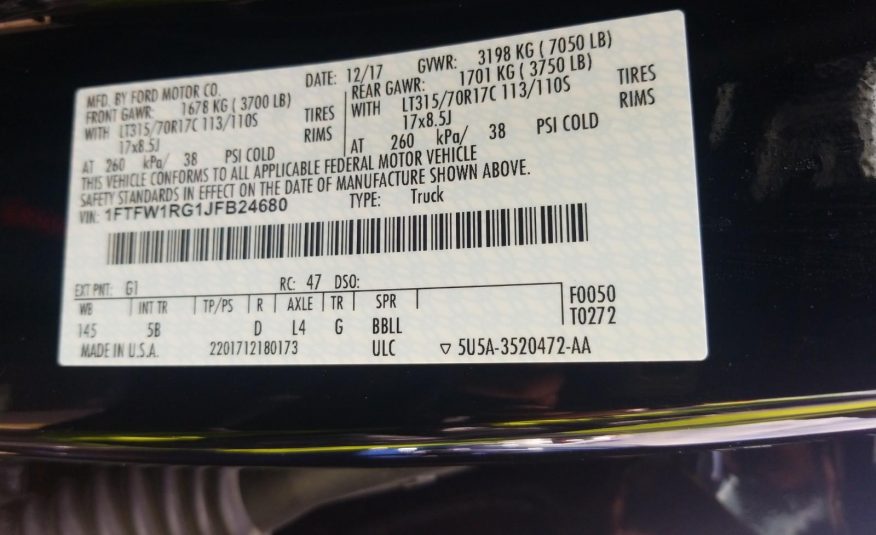 MFD. BY FORD MOTOR CO. DATE: 12/17 GVWR: 3198 KG ( 7050 LB)
FRONT GAWR: 1678 KG ( 3700 LB) REAR GAWR: 1701 KG ( 3750 LB)
WITH LT315/70R17C 113/110S TIRES WITH LT315/70R17C 113/110S TIRES
17x8.5J RIMS 17x8.5J RIMS
AT 260 kPa/ 38 PSI COLD AT 260 kPa/ 38 PSI COLD
THIS VEHICLE CONFORMS TO ALL APPLICABLE FEDERAL MOTOR VEHICLE
SAFETY STANDARDS IN EFFECT ON THE DATE OF MANUFACTURE SHOWN ABOVE.
VIN: 1FTFW1RG1JFB24680 TYPE: Truck
EXT PNT: G1 RC: 47 DSO:
WB INT TR TP/PS R AXLE TR SPR F0050
145 5B D L4 G BBLL T0272
MADE IN U.S.A. 2201712180173 ULC ▽ 5U5A-3520472-AA